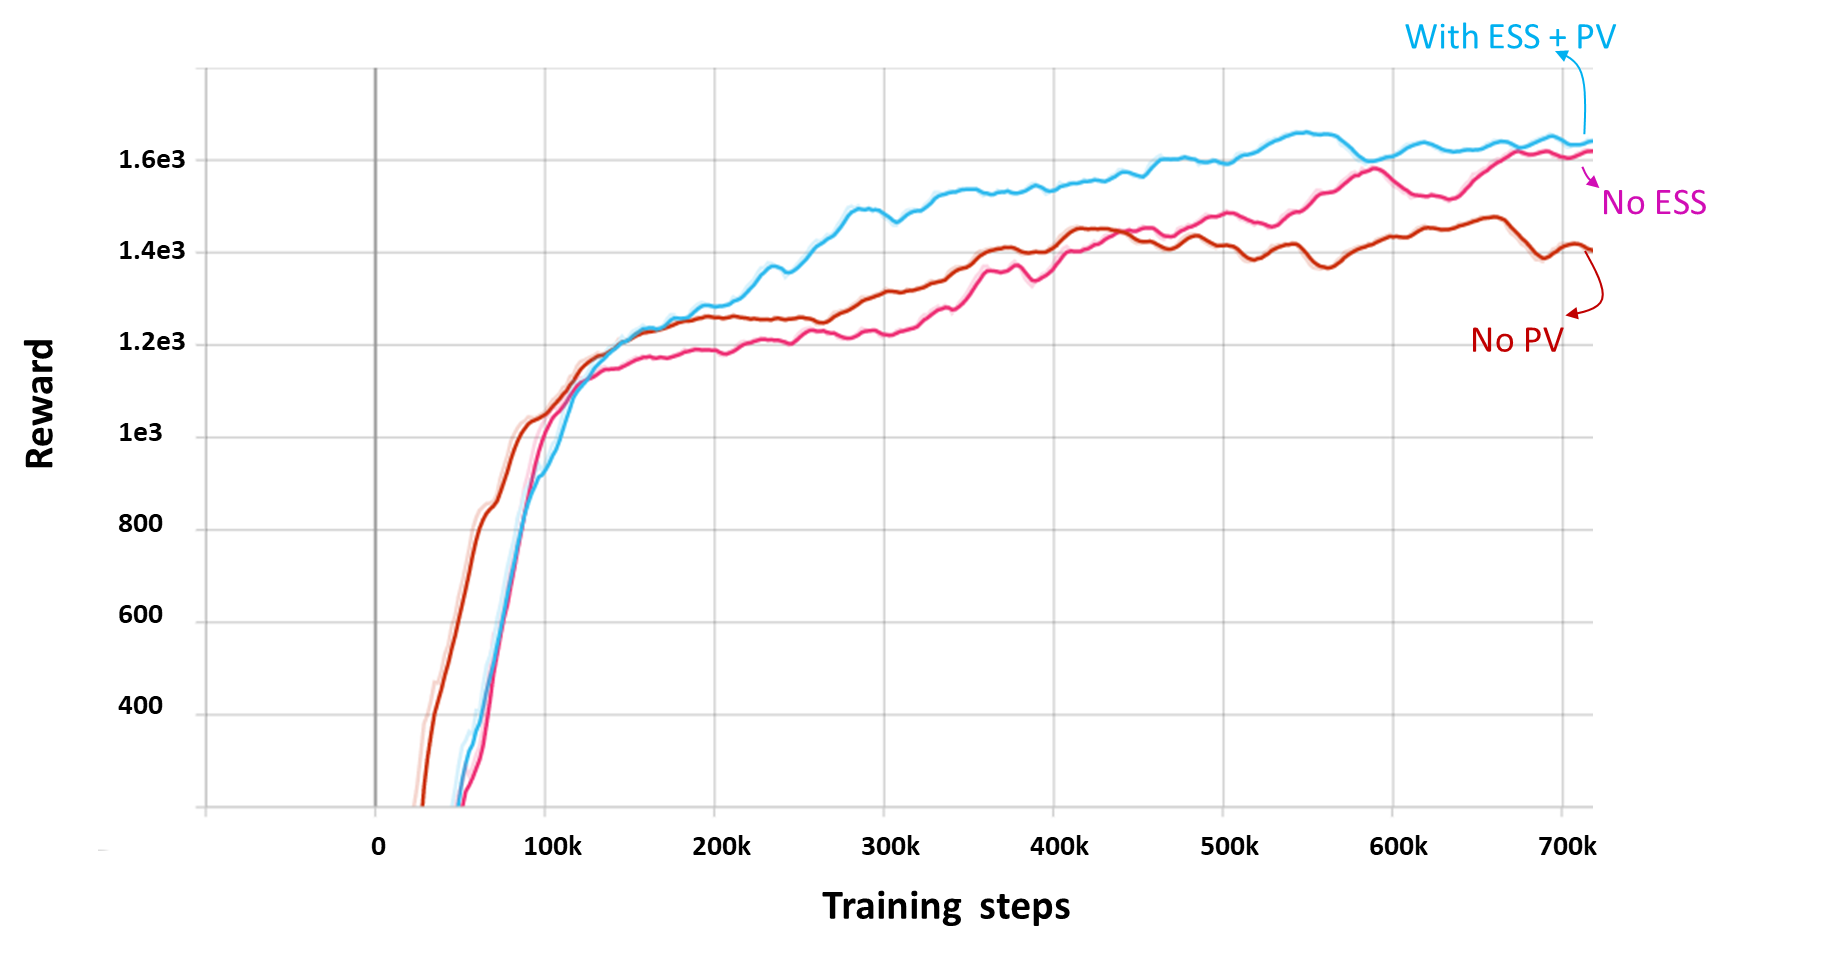 With ESS + PV
1.6e3
No ESS
1.4e3
No PV
1.2e3
1e3
Reward
800
600
400
0 100k 200k 300k 400k 500k 600k 700k
Training steps